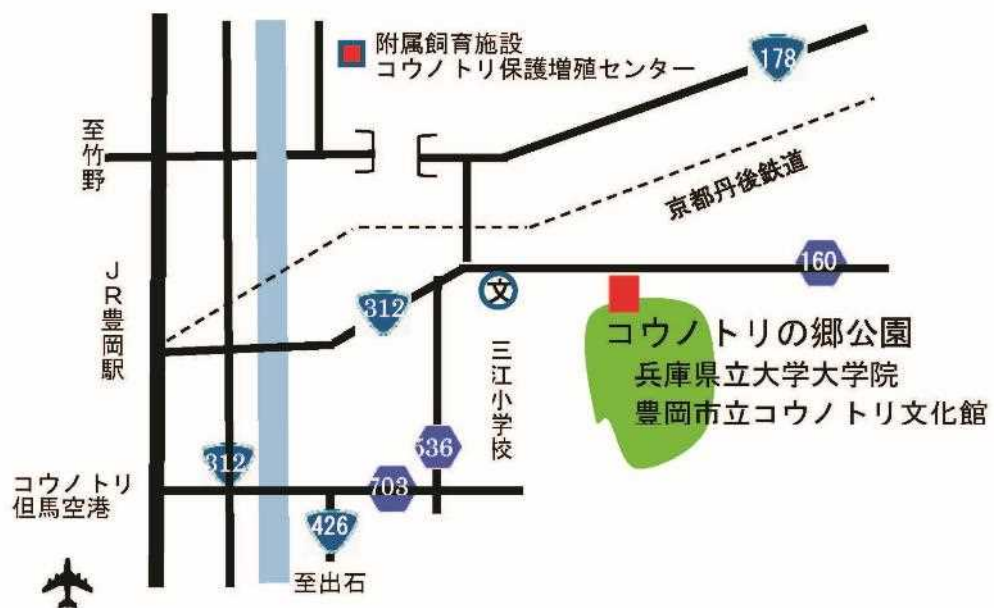 附属飼育施設
コウノトリ保護増殖センター
178
至竹野
京都丹後鉄道
160
JR豊岡駅
312
文
コウノトリの郷公園
兵庫県立大学大学院
豊岡市立コウノトリ文化館
三江小学校
536
312
コウノトリ
但馬空港
703
426
至出石